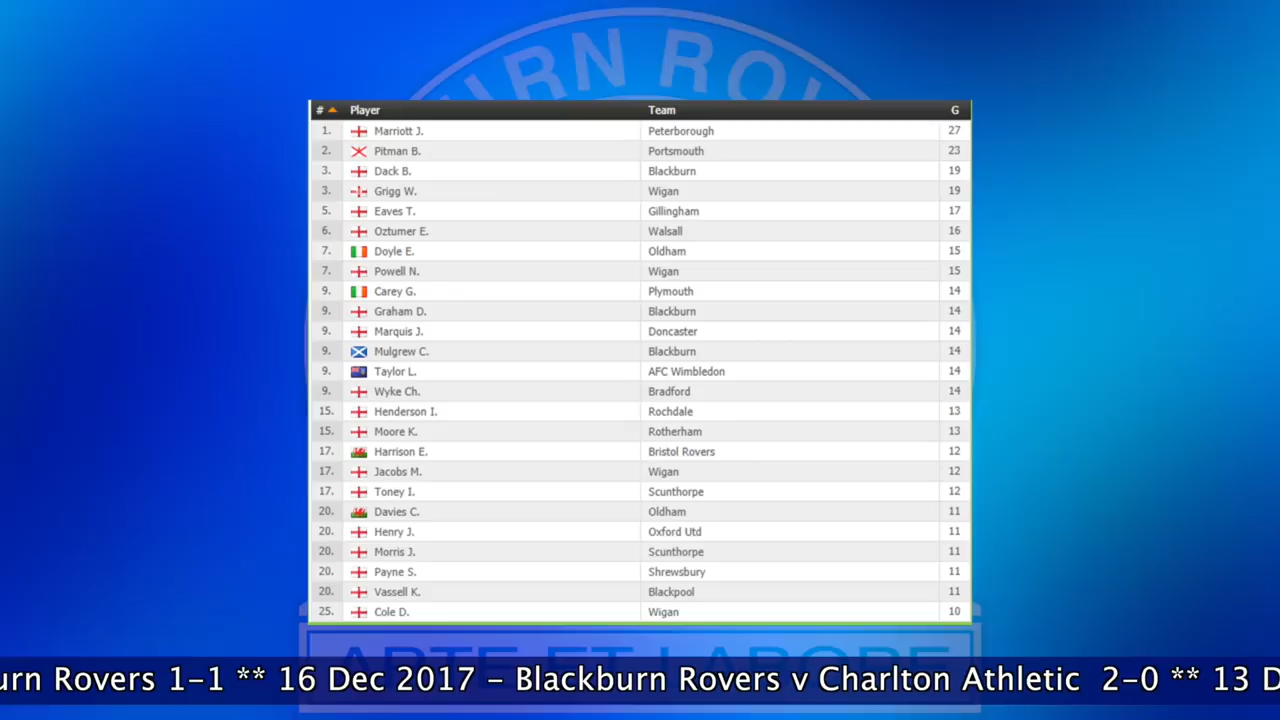 URN ROV
# Player Team G
1. Marriott J. Peterborough 27
2. Pitman B. Portsmouth 23
3. Dack B. Blackburn 19
3. Grigg W. Wigan 19
5. Eaves T. Gillingham 17
6. Oztumer E. Walsall 16
7. Doyle E. Oldham 15
7. Powell N. Wigan 15
9. Carey G. Plymouth 14
9. Graham D. Blackburn 14
9. Marquis J. Doncaster 14
9. Mulgrew C. Blackburn 14
9. Taylor L. AFC Wimbledon 14
9. Wyke Ch. Bradford 14
15. Henderson I. Rochdale 13
15. Moore K. Rotherham 13
17. Harrison E. Bristol Rovers 12
17. Jacobs M. Wigan 12
17. Toney I. Scunthorpe 12
20. Davies C. Oldham 11
20. Henry J. Oxford Utd 11
20. Morris J. Scunthorpe 11
20. Payne S. Shrewsbury 11
20. Vassell K. Blackpool 11
25. Cole D. Wigan 10
ARTE ET LABORE
urn Rovers 1-1 ** 16 Dec 2017 - Blackburn Rovers v Charlton Athletic 2-0 ** 13 D